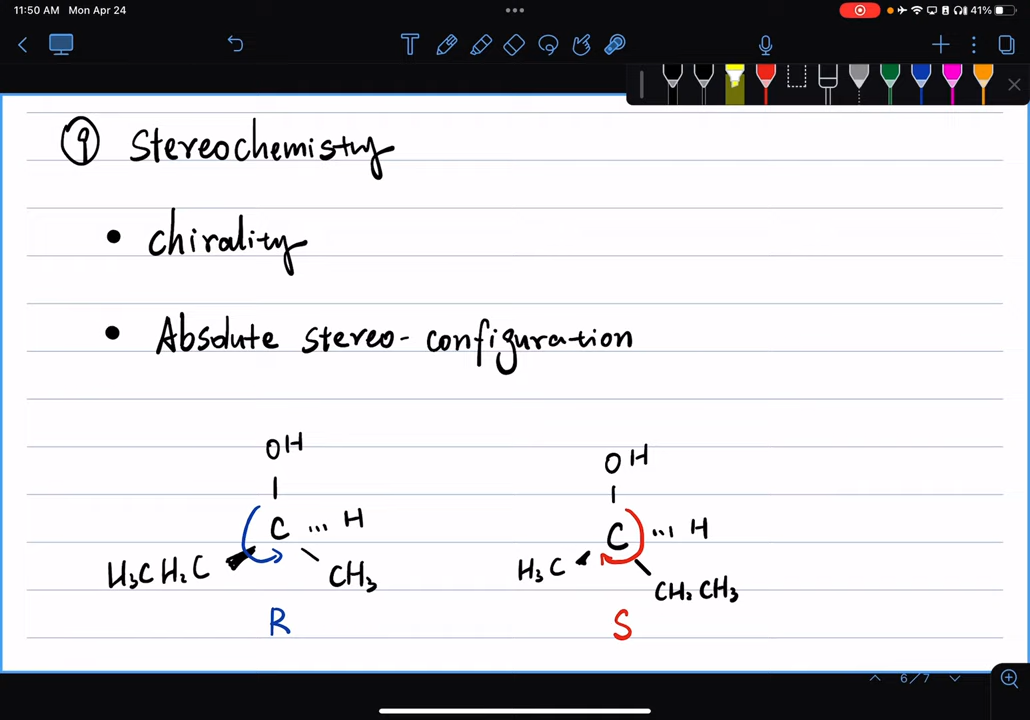 11:50 AM Mon Apr 24
41%
T
9 Stereochemistry
• Chirality
• Absolute stereo-configuration
OH
C
H
H₃CH₂C
CH₃
R
OH
C
H
H₃C
CH₂CH₃
S
6/7